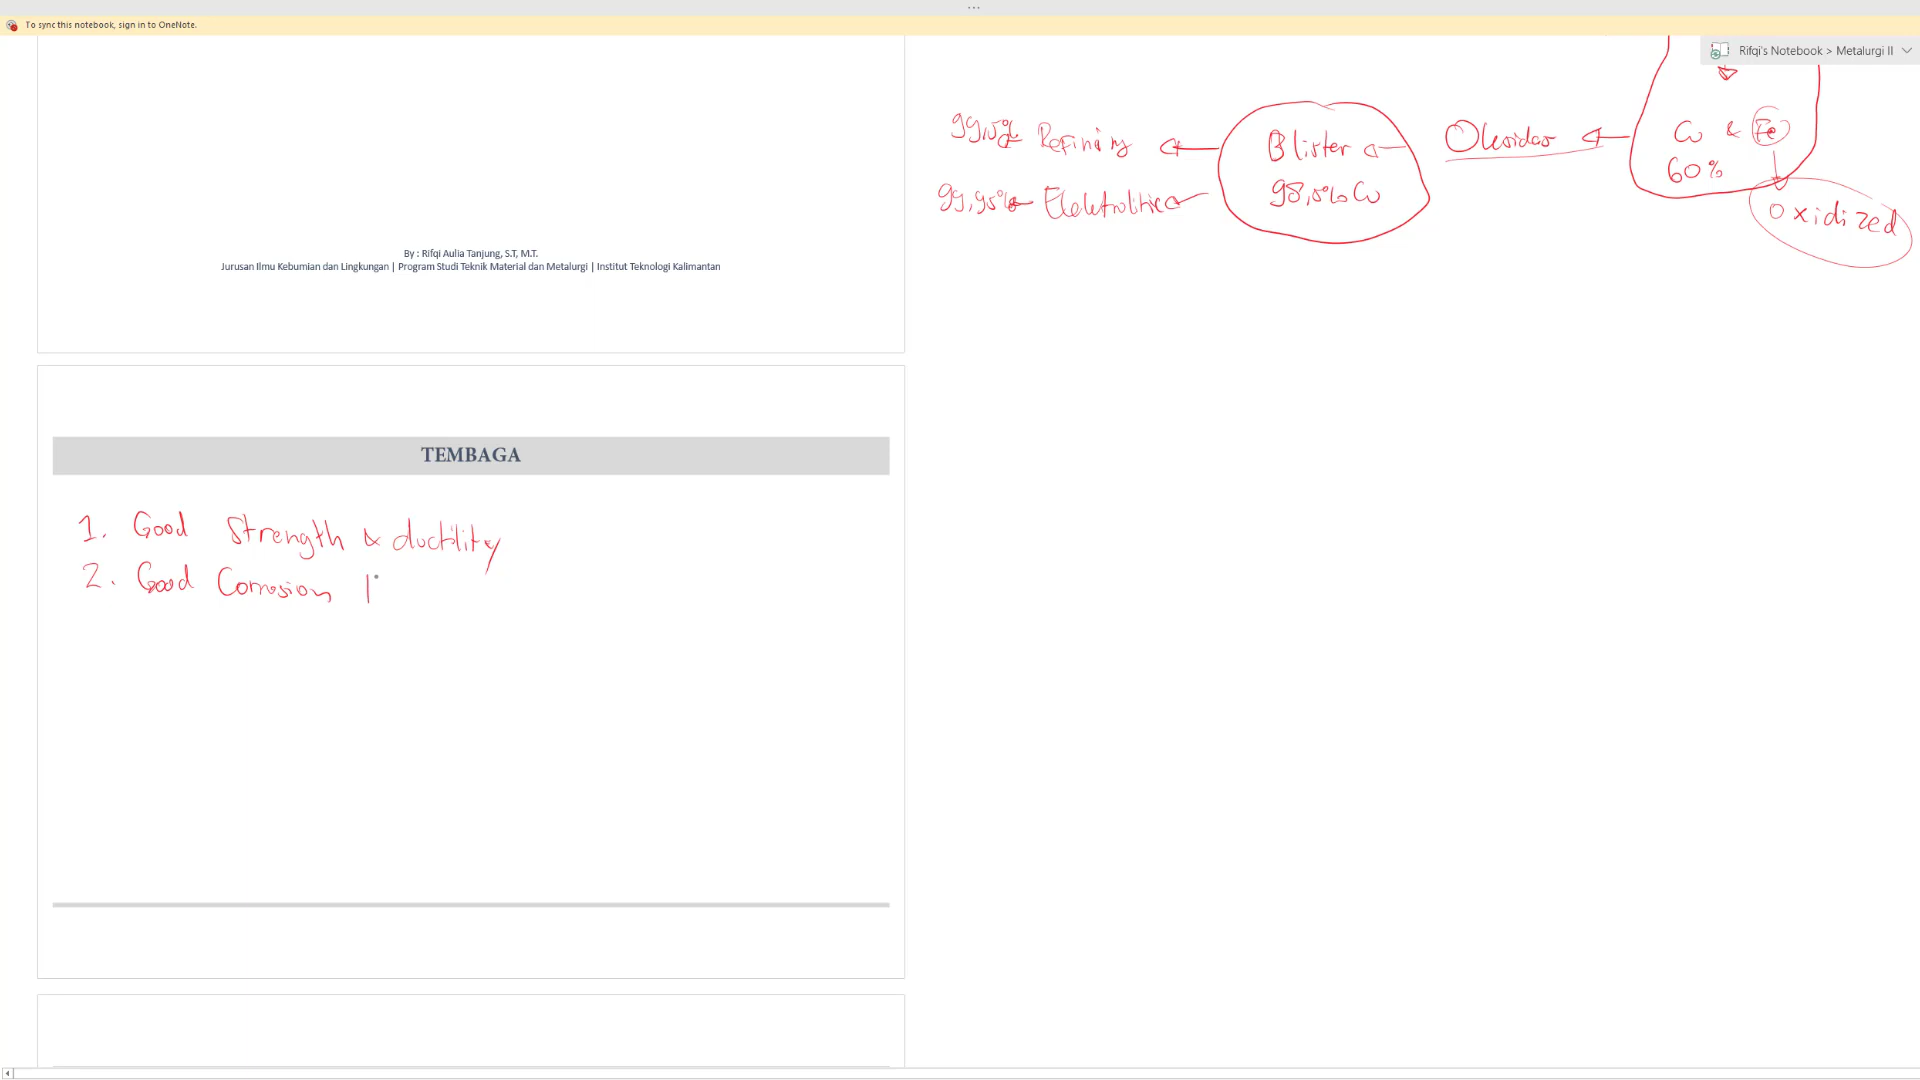 To sync this notebook, sign in to OneNote.
Rifqi's Notebook > Metalurgi II
99,5% Refining Blister Oksidas Cu & Fe
60%
99,95% Elektrolitic 98,5% Cu Oxidized
By : Rifqi Aulia Tanjung, S.T, M.T.
Jurusan Ilmu Kebumian dan Lingkungan | Program Studi Teknik Material dan Metalurgi | Institut Teknologi Kalimantan
TEMBAGA
1. Good Strength & ductility
2. Good Corrosion